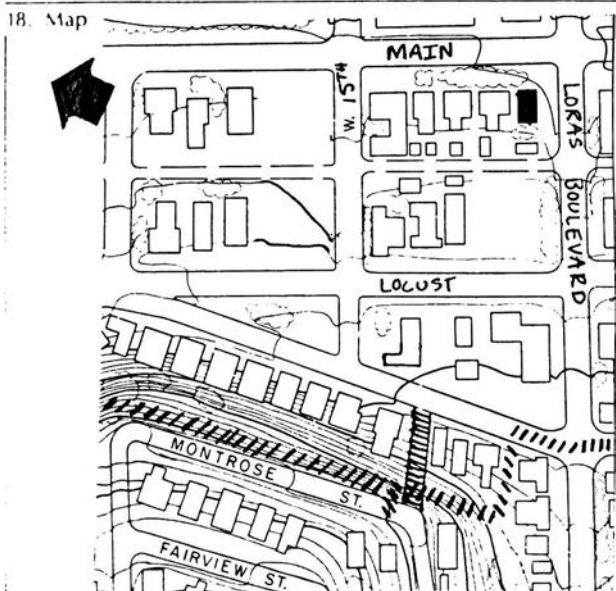 18. Map
MAIN
W. 15TH
LORAS BOULEVARD
LOCUST
MONTROSE ST.
FAIRVIEW ST.